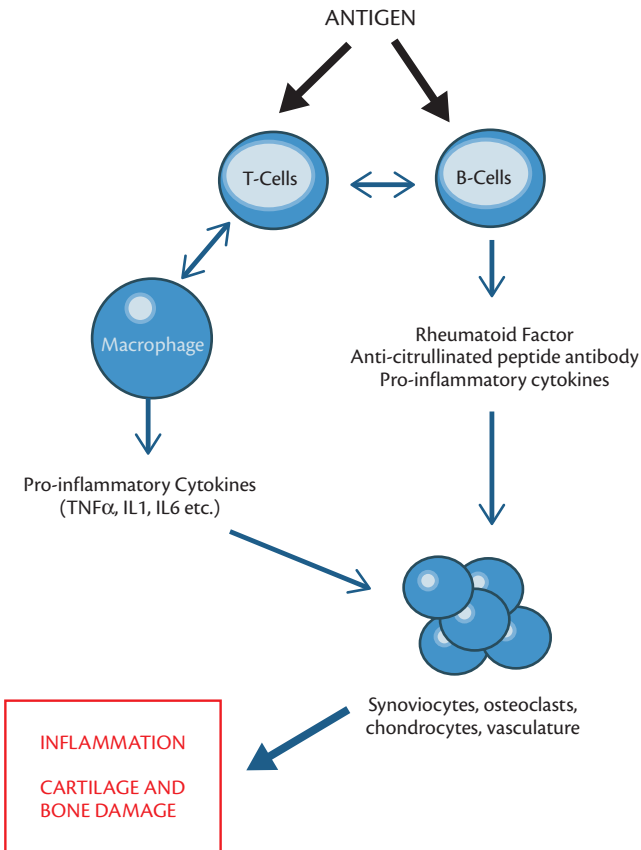 ANTIGEN
T-Cells
B-Cells
Macrophage
Rheumatoid Factor
Anti-citrullinated peptide antibody
Pro-inflammatory cytokines
Pro-inflammatory Cytokines
(TNFα, IL1, IL6 etc.)
Synoviocytes, osteoclasts,
chondrocytes, vasculature
INFLAMMATION
CARTILAGE AND
BONE DAMAGE